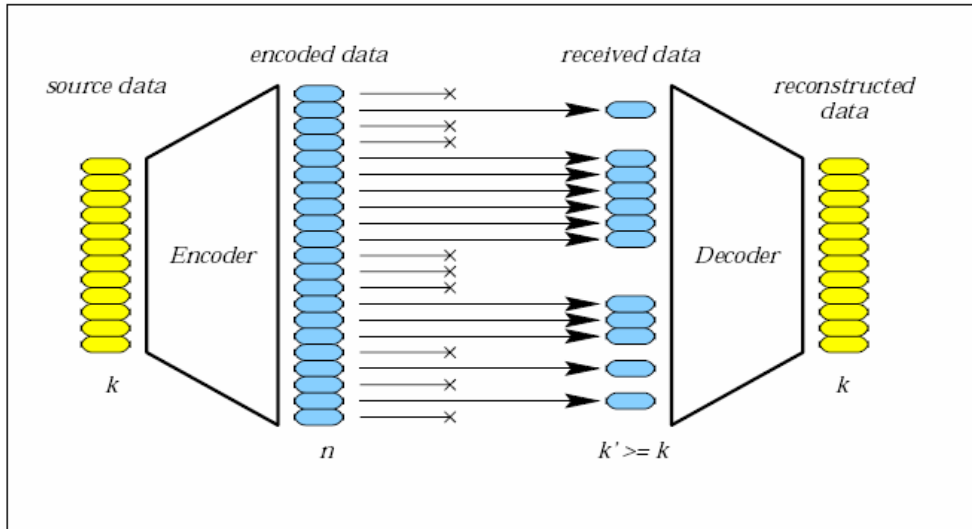 encoded data
received data
source data
reconstructed
data
Encoder
Decoder
k
k
n
k' >= k